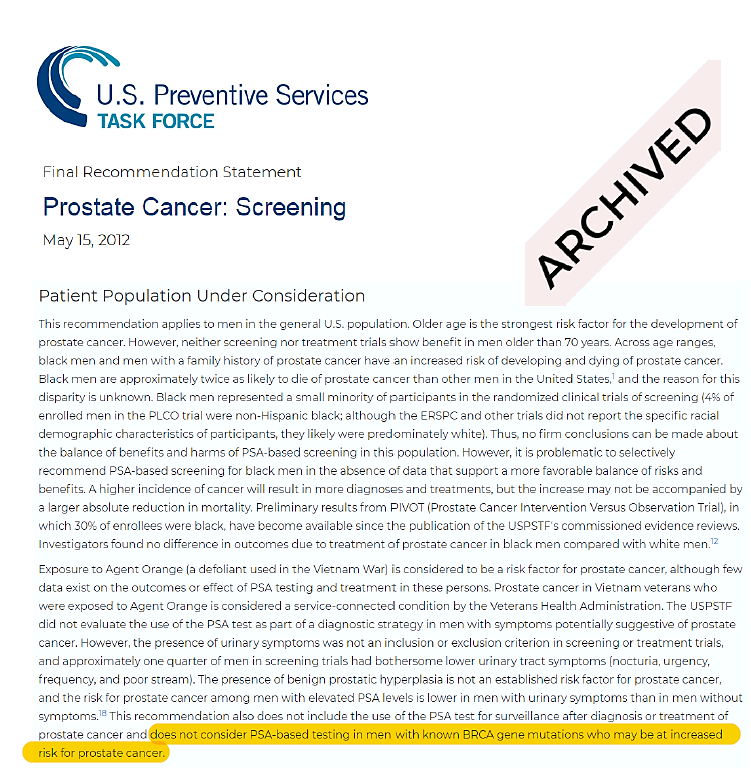 U.S. Preventive Services
TASK FORCE
ARCHIVED
Final Recommendation Statement
Prostate Cancer: Screening
May 15, 2012
Patient Population Under Consideration
This recommendation applies to men in the general U.S. population. Older age is the strongest risk factor for the development of
prostate cancer. However, neither screening nor treatment trials show benefit in men older than 70 years. Across age ranges,
black men and men with a family history of prostate cancer have an increased risk of developing and dying of prostate cancer.
Black men are approximately twice as likely to die of prostate cancer than other men in the United States,1 and the reason for this
disparity is unknown. Black men represented a small minority of participants in the randomized clinical trials of screening (4% of
enrolled men in the PLCO trial were non-Hispanic black; although the ERSPC and other trials did not report the specific racial
demographic characteristics of participants, they likely were predominately white). Thus, no firm conclusions can be made about
the balance of benefits and harms of PSA-based screening in this population. However, it is problematic to selectively
recommend PSA-based screening for black men in the absence of data that support a more favorable balance of risks and
benefits. A higher incidence of cancer will result in more diagnoses and treatments, but the increase may not be accompanied by
a larger absolute reduction in mortality. Preliminary results from PIVOT (Prostate Cancer Intervention Versus Observation Trial), in
which 30% of enrollees were black, have become available since the publication of the USPSTF's commissioned evidence reviews.
Investigators found no difference in outcomes due to treatment of prostate cancer in black men compared with white men.12
Exposure to Agent Orange (a defoliant used in the Vietnam War) is considered to be a risk factor for prostate cancer, although few
data exist on the outcomes or effect of PSA testing and treatment in these persons. Prostate cancer in Vietnam veterans who
were exposed to Agent Orange is considered a service-connected condition by the Veterans Health Administration. The USPSTF
did not evaluate the use of the PSA test as part of a diagnostic strategy in men with symptoms potentially suggestive of prostate
cancer. However, the presence of urinary symptoms was not an inclusion or exclusion criterion in screening or treatment trials,
and approximately one quarter of men in screening trials had bothersome lower urinary tract symptoms (nocturia, urgency,
frequency, and poor stream). The presence of benign prostatic hyperplasia is not an established risk factor for prostate cancer,
and the risk for prostate cancer among men with elevated PSA levels is lower in men with urinary symptoms than in men without
symptoms.18 This recommendation also does not include the use of the PSA test for surveillance after diagnosis or treatment of
prostate cancer and does not consider PSA-based testing in men with known BRCA gene mutations who may be at increased
risk for prostate cancer.